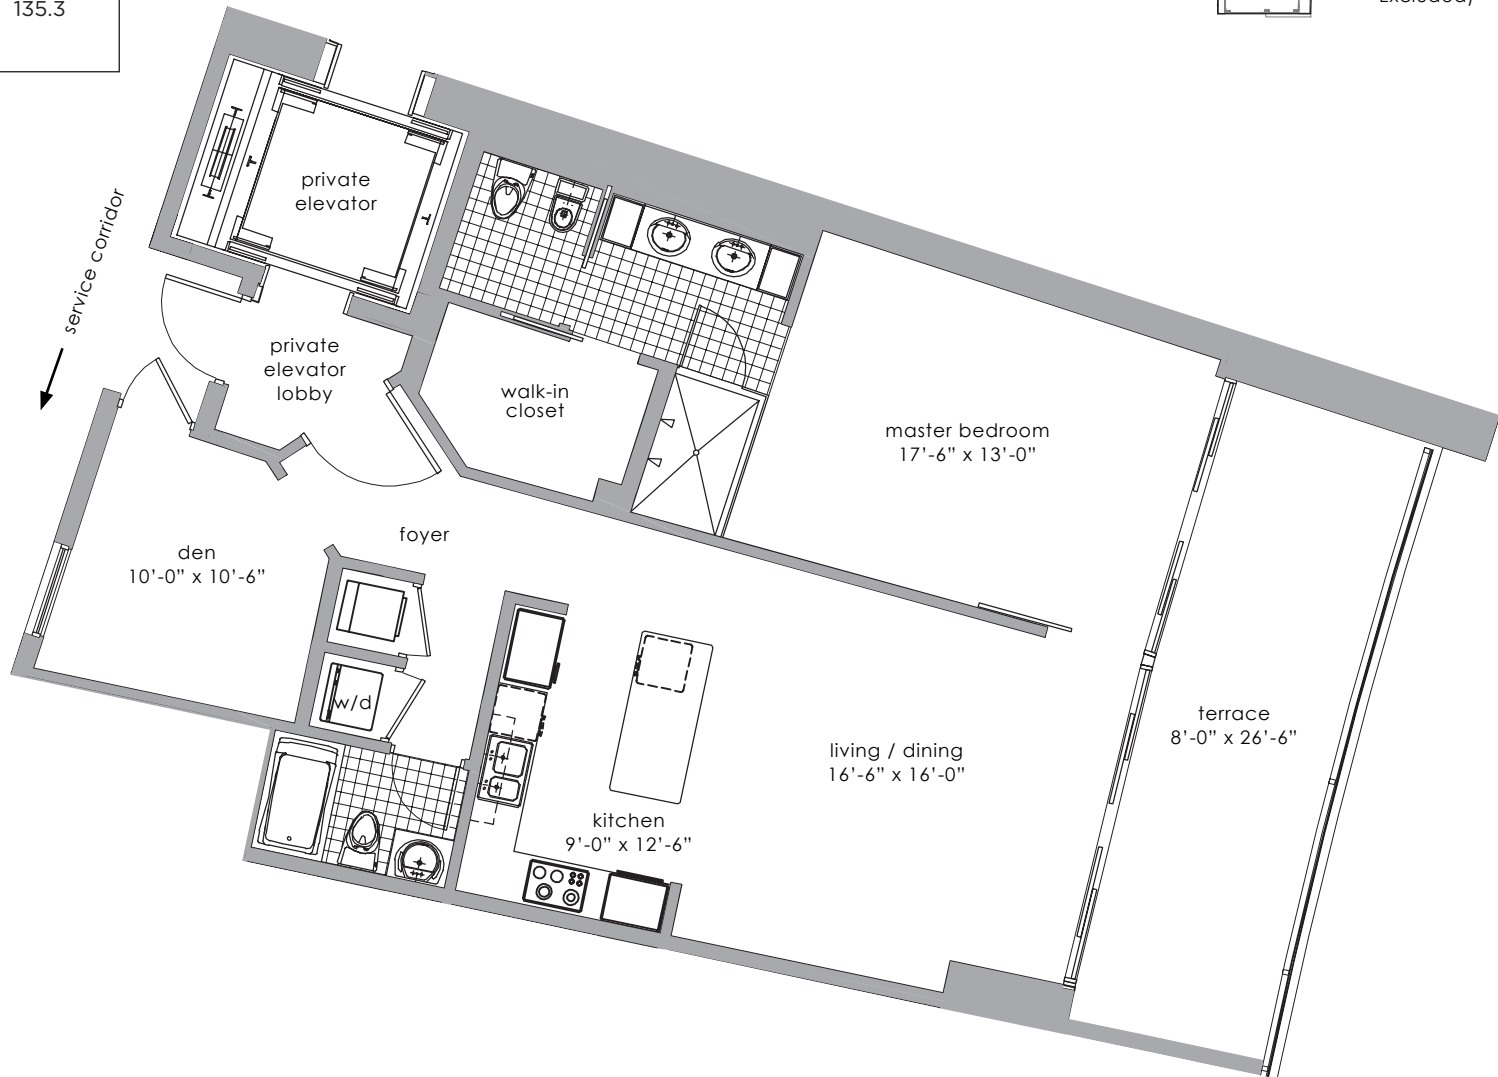 135.3
Excluded)
private
elevator
service corridor
private
elevator
lobby
walk-in
closet
master bedroom
17'-6" x 13'-0"
foyer
den
10'-0" x 10'-6"
w/d
terrace
8'-0" x 26'-6"
living / dining
16'-6" x 16'-0"
kitchen
9'-0" x 12'-6"